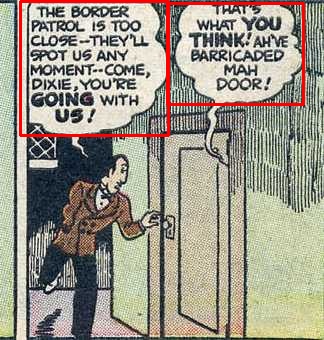 THE BORDER
PATROL IS TOO
CLOSE--THEY'LL
SPOT US ANY
MOMENT--COME,
DIXIE, YOU'RE
GOING WITH
US!
THAT'S
WHAT YOU
THINK! AH'VE
BARRICADED
MAH
DOOR!